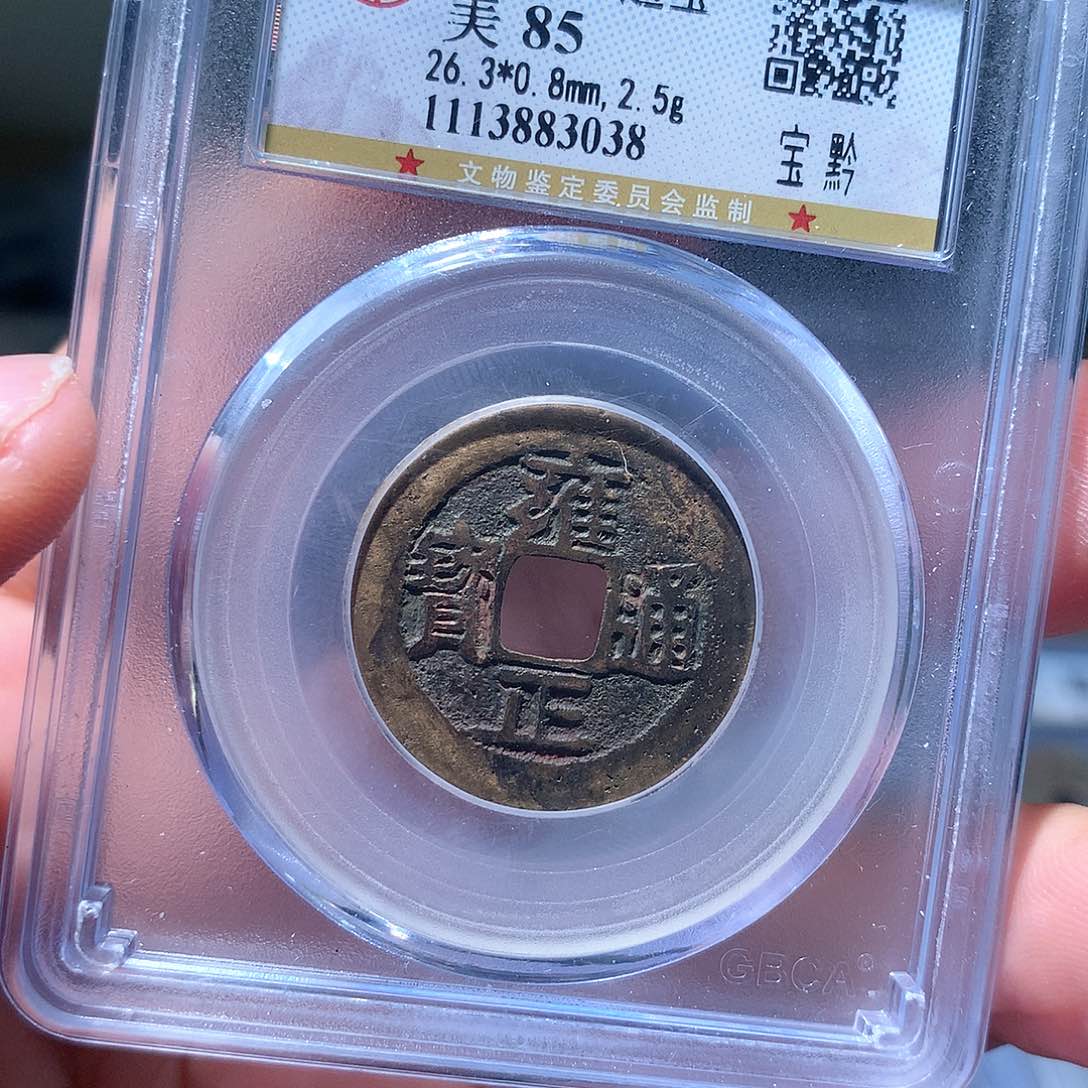 美 85
26.3*0.8mm, 2.5g
1113883038
宝黔
文物鉴定委员会监制
雍正通寶
GBCA